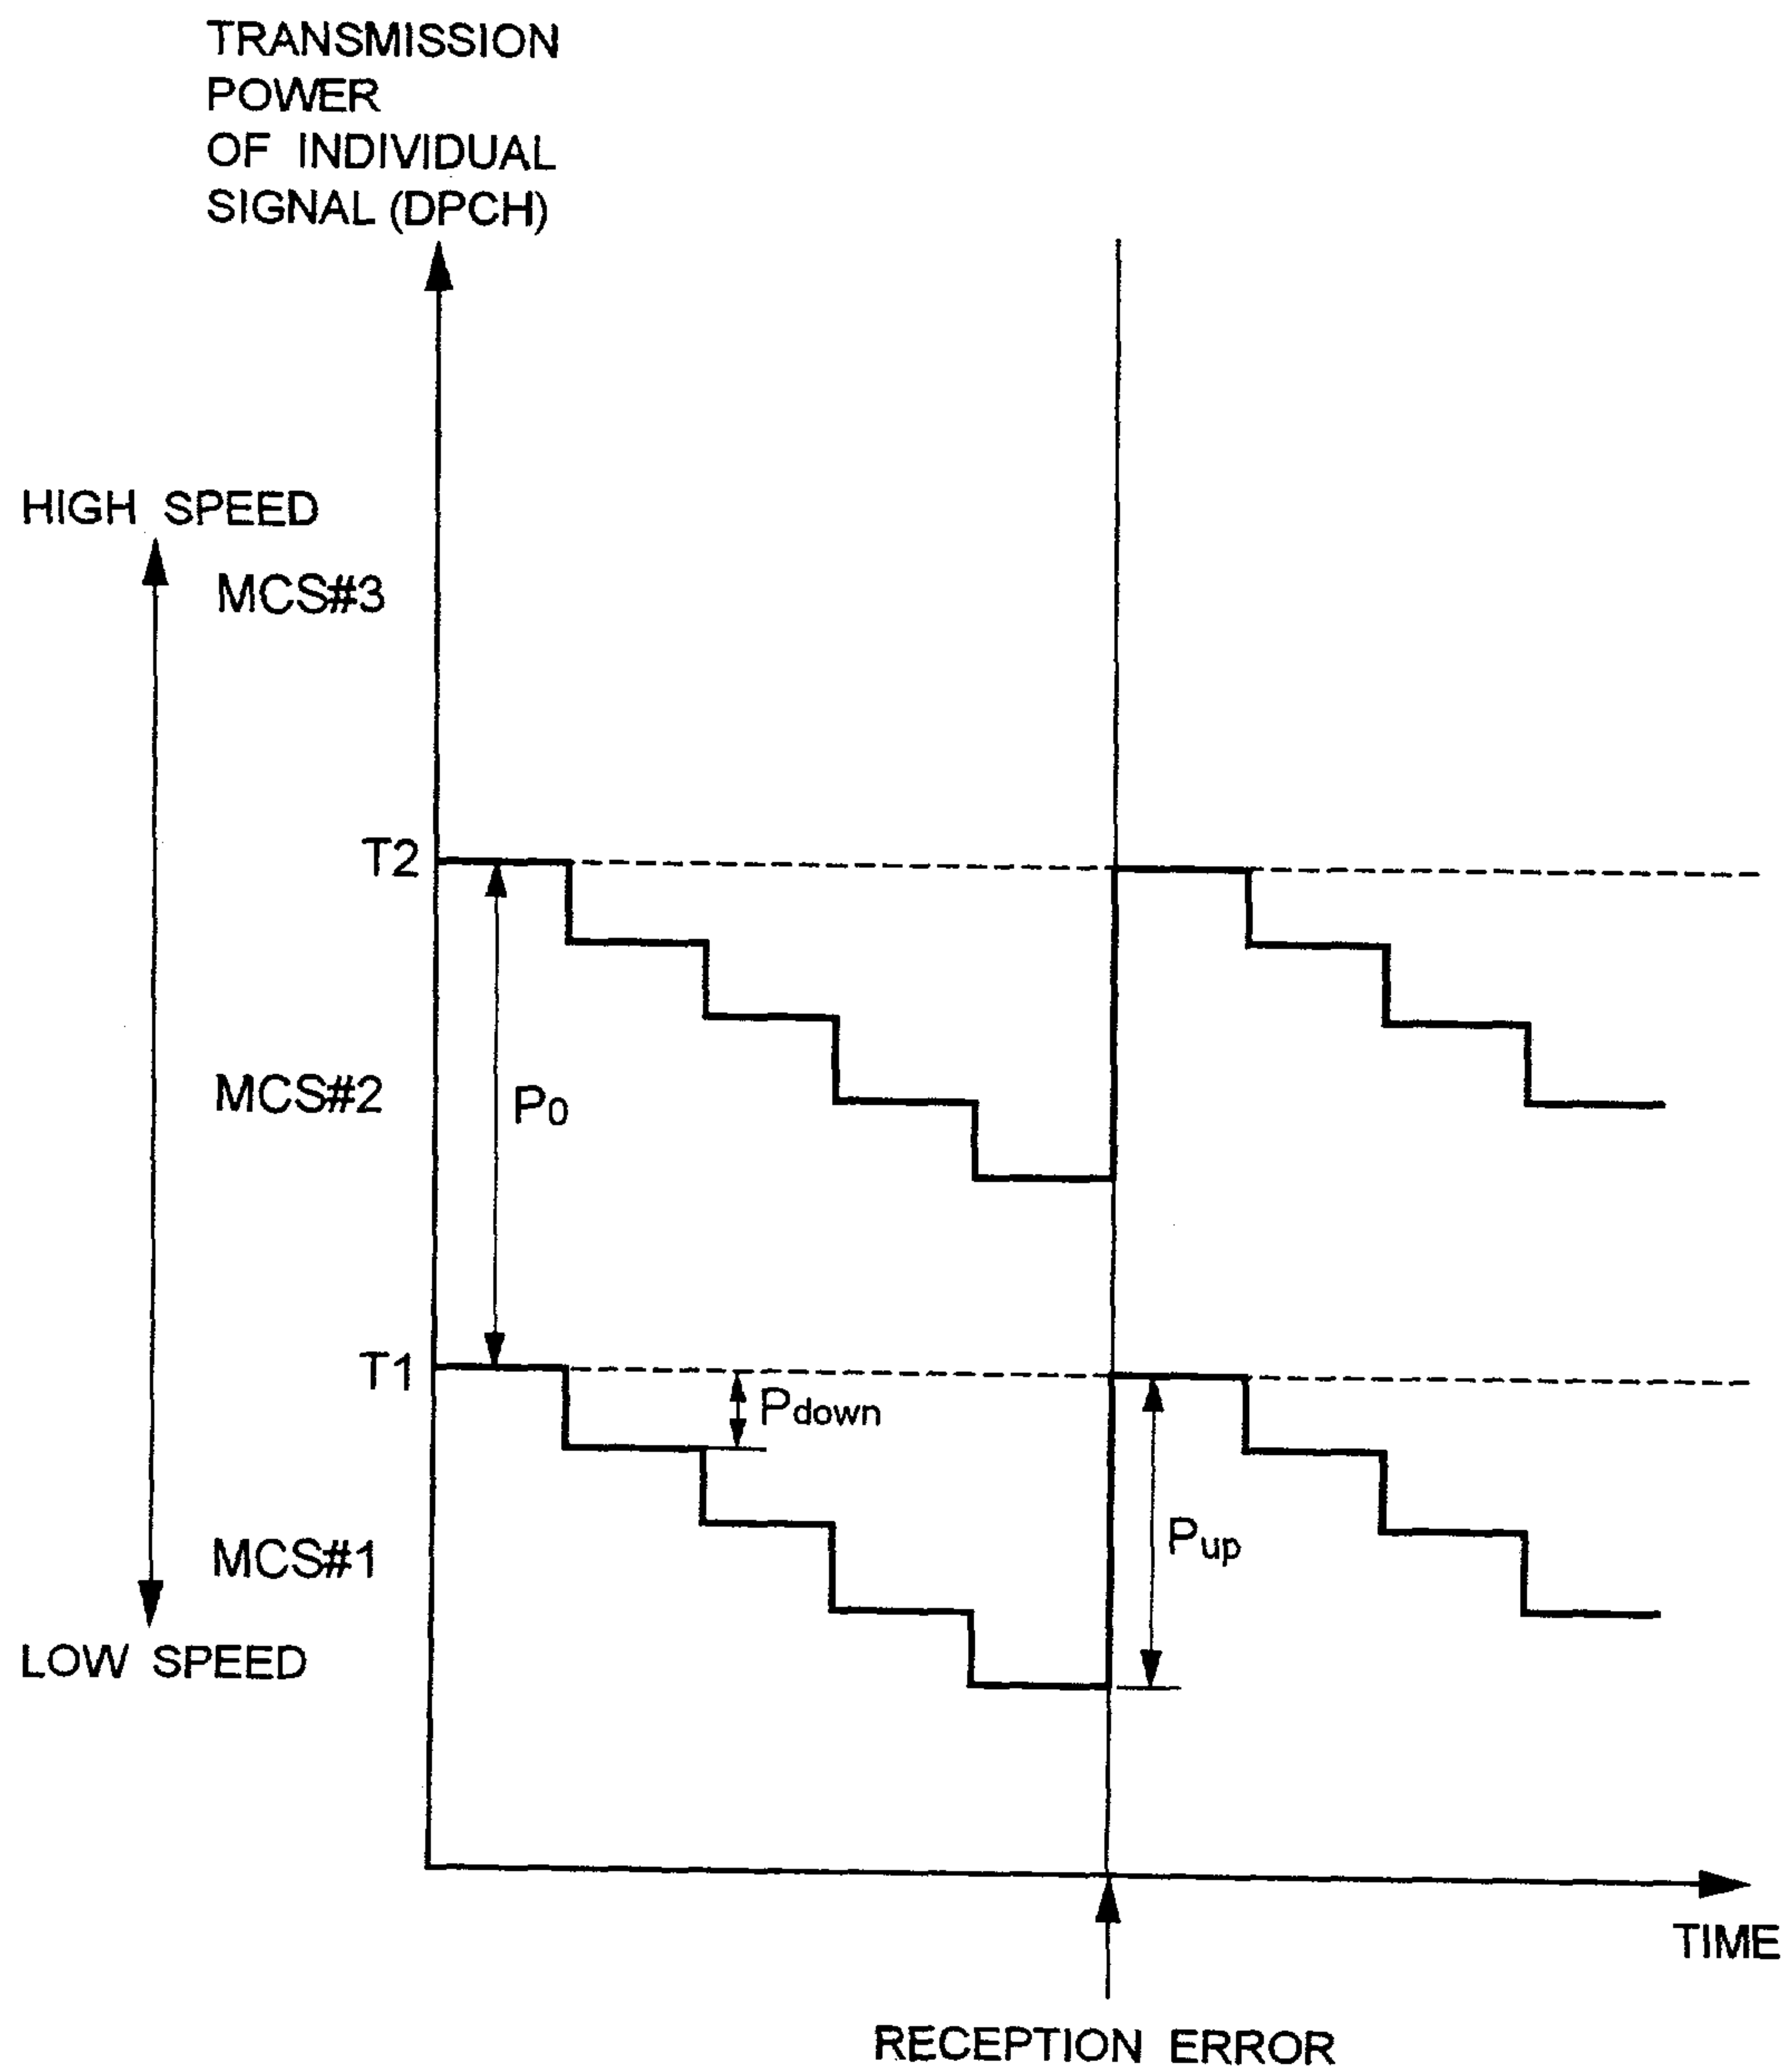 TRANSMISSION
POWER
OF INDIVIDUAL
SIGNAL (DPCH)
HIGH SPEED
MCS#3
T2
MCS#2
P0
T1
Pdown
MCS#1
Pup
LOW SPEED
TIME
RECEPTION ERROR